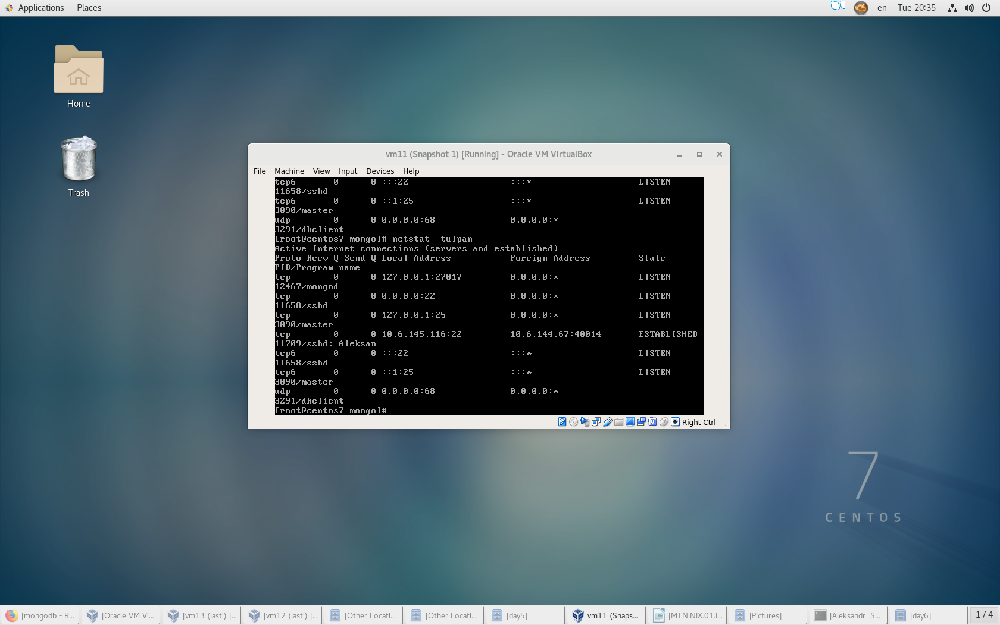 Applications Places en Tue 20:35
Home
Trash
vm11 (Snapshot 1) [Running] - Oracle VM VirtualBox
File Machine View Input Devices Help
tcp6 0 0 :::22 :::* LISTEN
11658/sshd
tcp6 0 0 ::1:25 :::* LISTEN
3090/master
udp 0 0 0.0.0.0:68 0.0.0.0:*
3291/dhclient
[root@centos7 mongo]# netstat -tulpan
Active Internet connections (servers and established)
Proto Recv-Q Send-Q Local Address Foreign Address State
PID/Program name
tcp 0 0 127.0.0.1:27017 0.0.0.0:* LISTEN
12467/mongod
tcp 0 0 0.0.0.0:22 0.0.0.0:* LISTEN
11658/sshd
tcp 0 0 127.0.0.1:25 0.0.0.0:* LISTEN
3090/master
tcp 0 0 10.6.145.116:22 10.6.144.67:40014 ESTABLISHED
11709/sshd: Aleksan
tcp6 0 0 :::22 :::* LISTEN
11658/sshd
tcp6 0 0 ::1:25 :::* LISTEN
3090/master
udp 0 0 0.0.0.0:68 0.0.0.0:*
3291/dhclient
[root@centos7 mongo]#
Right Ctrl
7
CENTOS
[mongodb - R... [Oracle VM Vi... [vm13 (last!) [... [vm12 (last!) [... [Other Locati... [Other Locati... [day5] vm11 (Snaps... [MTN.NIX.01.l... [Pictures] [Aleksandr_S... [day6] 1 / 4